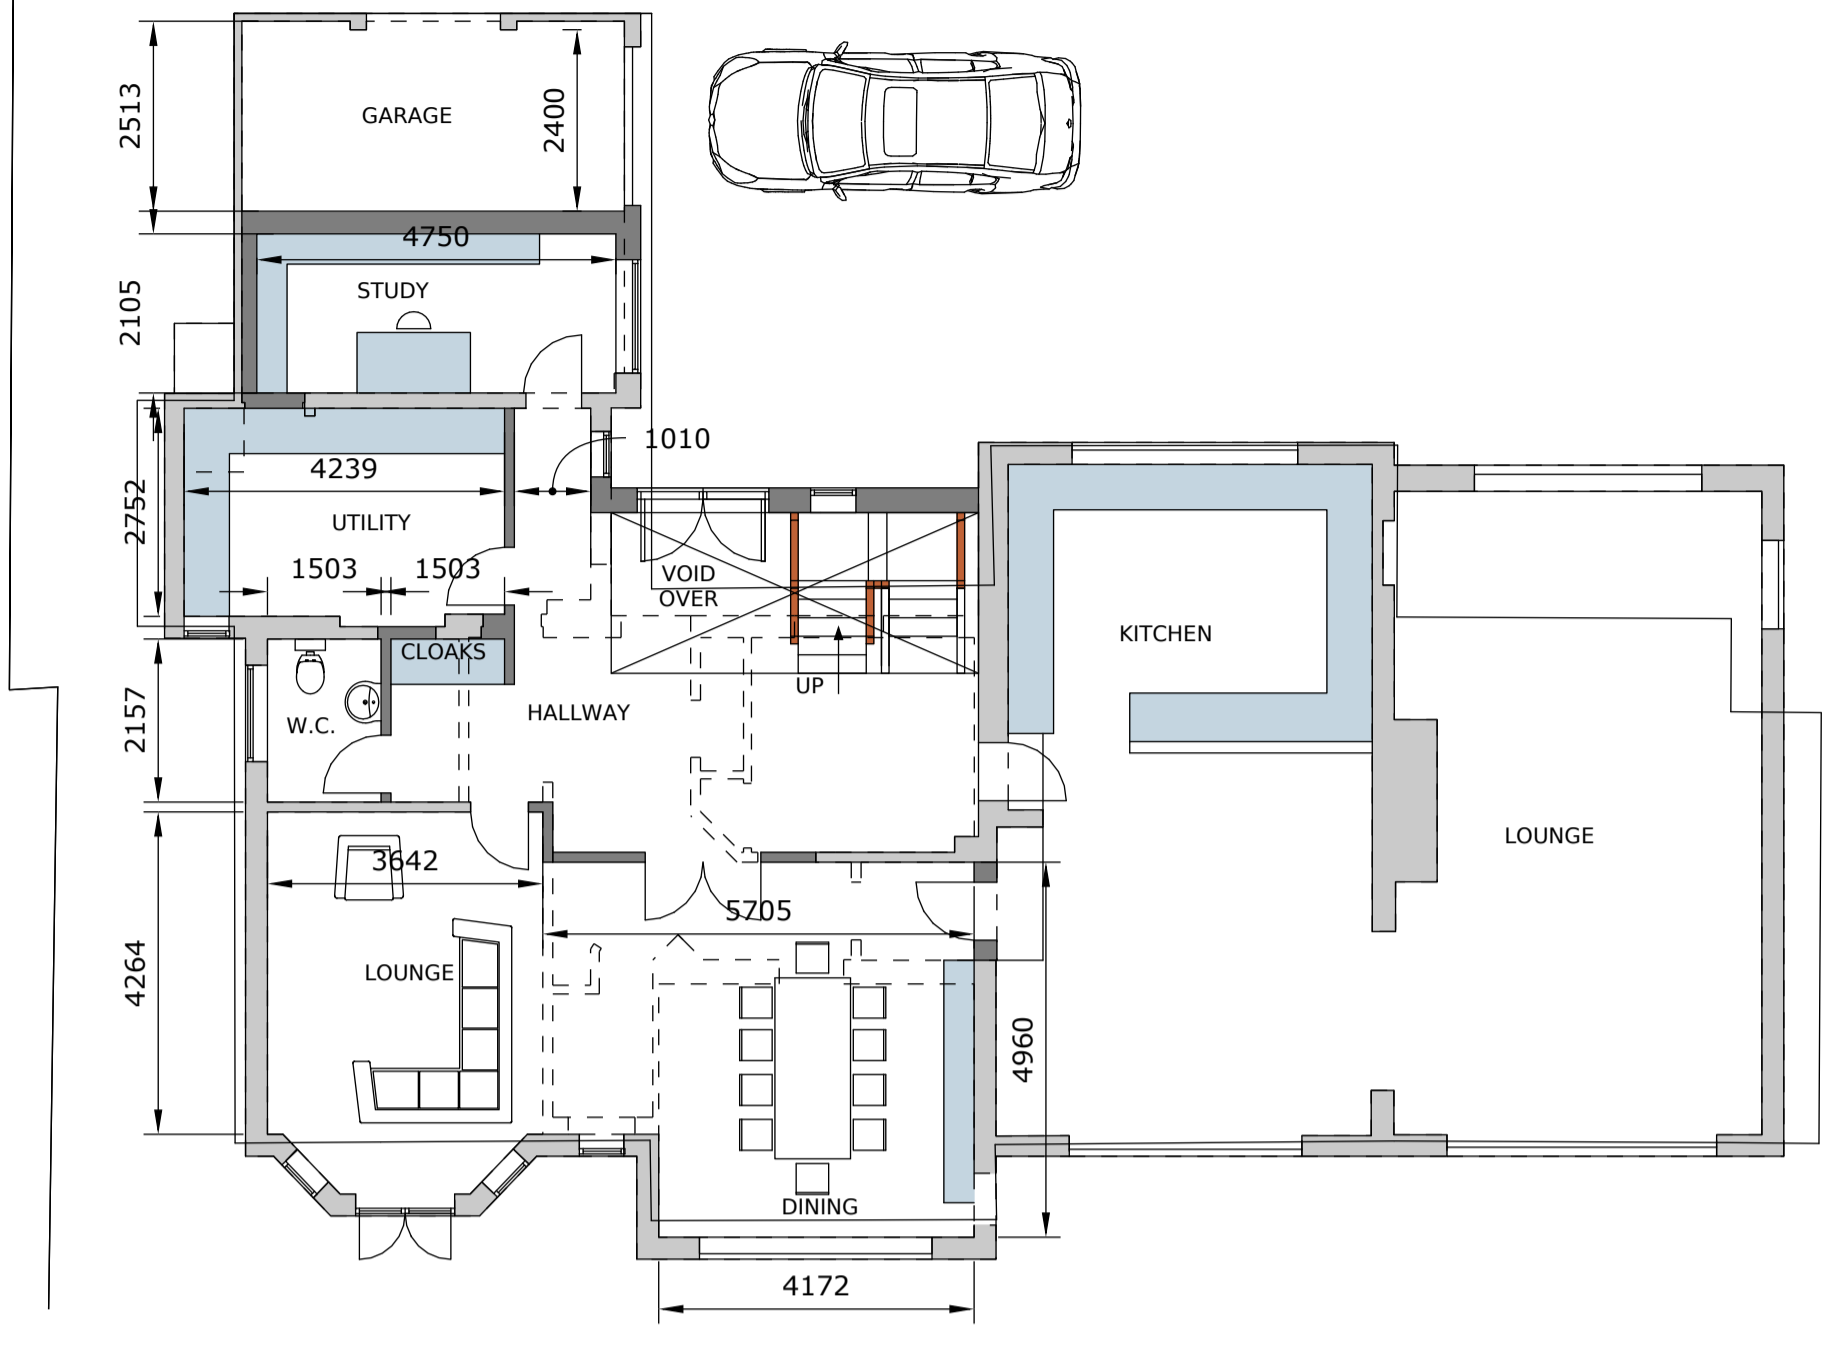 2513
GARAGE
2400
4750
2105
STUDY
1010
4239
2752
UTILITY
1503
1503
VOID
OVER
KITCHEN
CLOAKS
UP
2157
W.C.
HALLWAY
LOUNGE
3642
5705
4264
LOUNGE
4960
DINING
4172